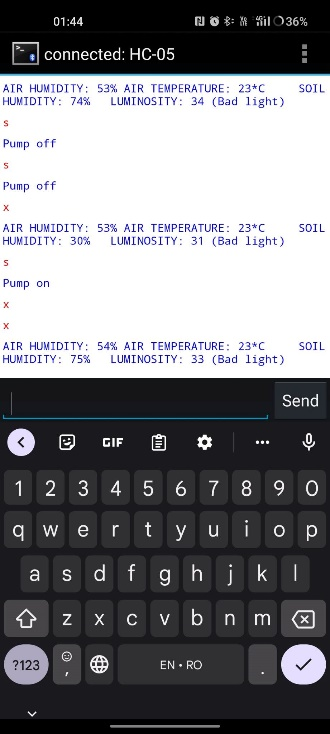 01:44 36%
connected: HC-05
AIR HUMIDITY: 53% AIR TEMPERATURE: 23*C SOIL
HUMIDITY: 74% LUMINOSITY: 34 (Bad light)
s
Pump off
s
Pump off
x
AIR HUMIDITY: 53% AIR TEMPERATURE: 23*C SOIL
HUMIDITY: 30% LUMINOSITY: 31 (Bad light)
s
Pump on
x
x
AIR HUMIDITY: 54% AIR TEMPERATURE: 23*C SOIL
HUMIDITY: 75% LUMINOSITY: 33 (Bad light)
Send
GIF
1 2 3 4 5 6 7 8 9 0
q w e r t y u i o p
a s d f g h j k l
z x c v b n m
?123 , EN • RO .